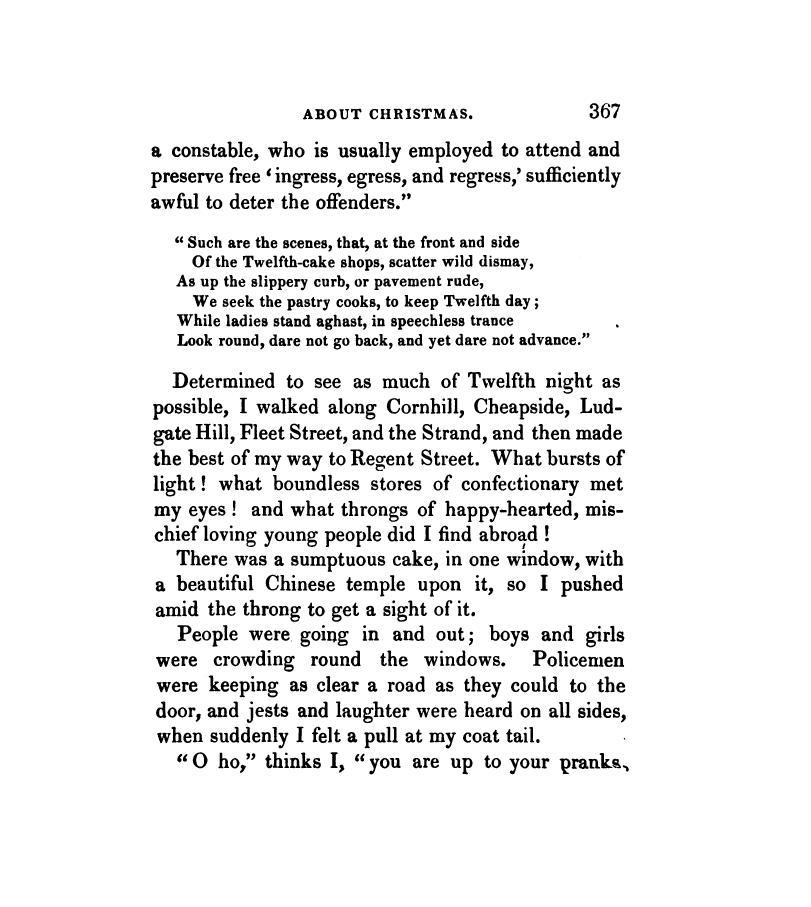 ABOUT CHRISTMAS. 367
a constable, who is usually employed to attend and
preserve free ‘ingress, egress, and regress,’ sufficiently
awful to deter the offenders.”
“Such are the scenes, that, at the front and side
Of the Twelfth-cake shops, scatter wild dismay,
As up the slippery curb, or pavement rude,
We seek the pastry cooks, to keep Twelfth day;
While ladies stand aghast, in speechless trance
Look round, dare not go back, and yet dare not advance.”
Determined to see as much of Twelfth night as
possible, I walked along Cornhill, Cheapside, Lud-
gate Hill, Fleet Street, and the Strand, and then made
the best of my way to Regent Street. What bursts of
light! what boundless stores of confectionary met
my eyes! and what throngs of happy-hearted, mis-
chief loving young people did I find abroad!
There was a sumptuous cake, in one window, with
a beautiful Chinese temple upon it, so I pushed
amid the throng to get a sight of it.
People were going in and out; boys and girls
were crowding round the windows. Policemen
were keeping as clear a road as they could to the
door, and jests and laughter were heard on all sides,
when suddenly I felt a pull at my coat tail.
“O ho,” thinks I, “you are up to your pranks,